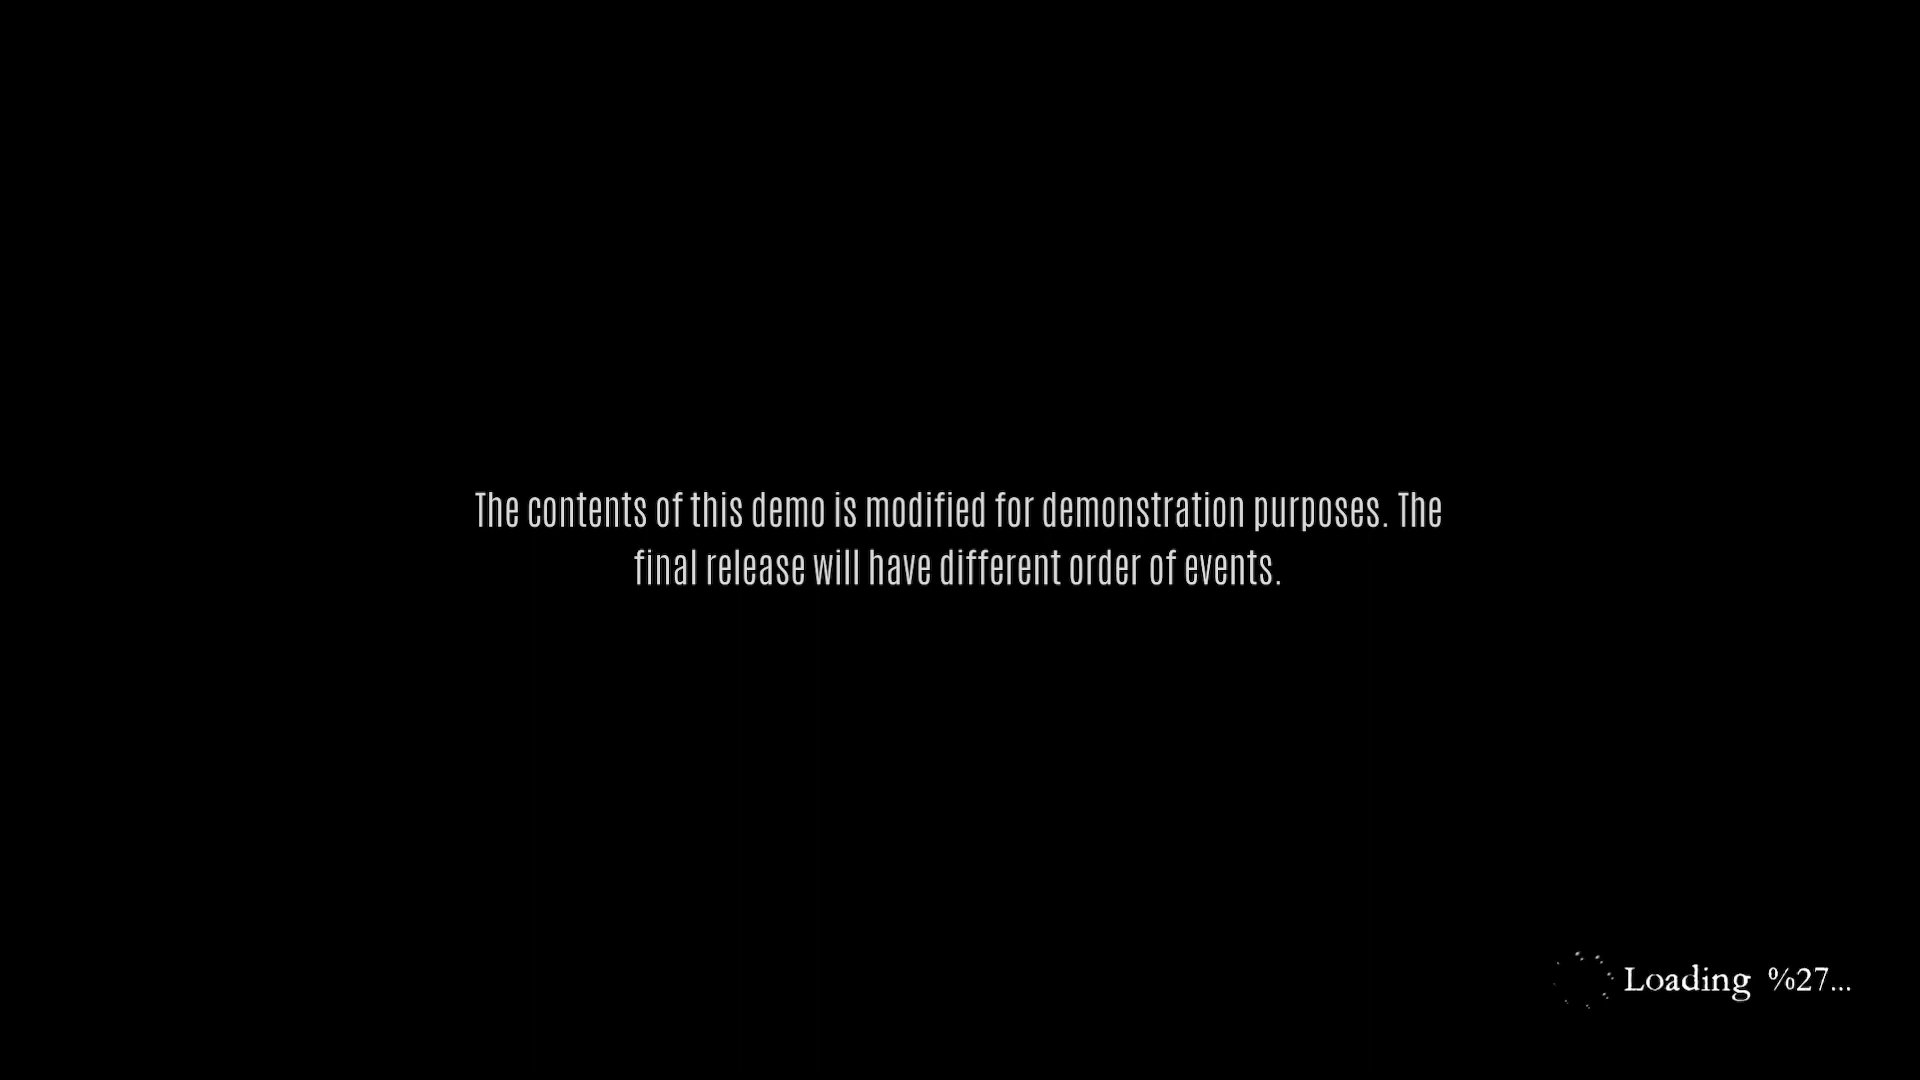 The contents of this demo is modified for demonstration purposes. The
final release will have different order of events.
Loading %27...